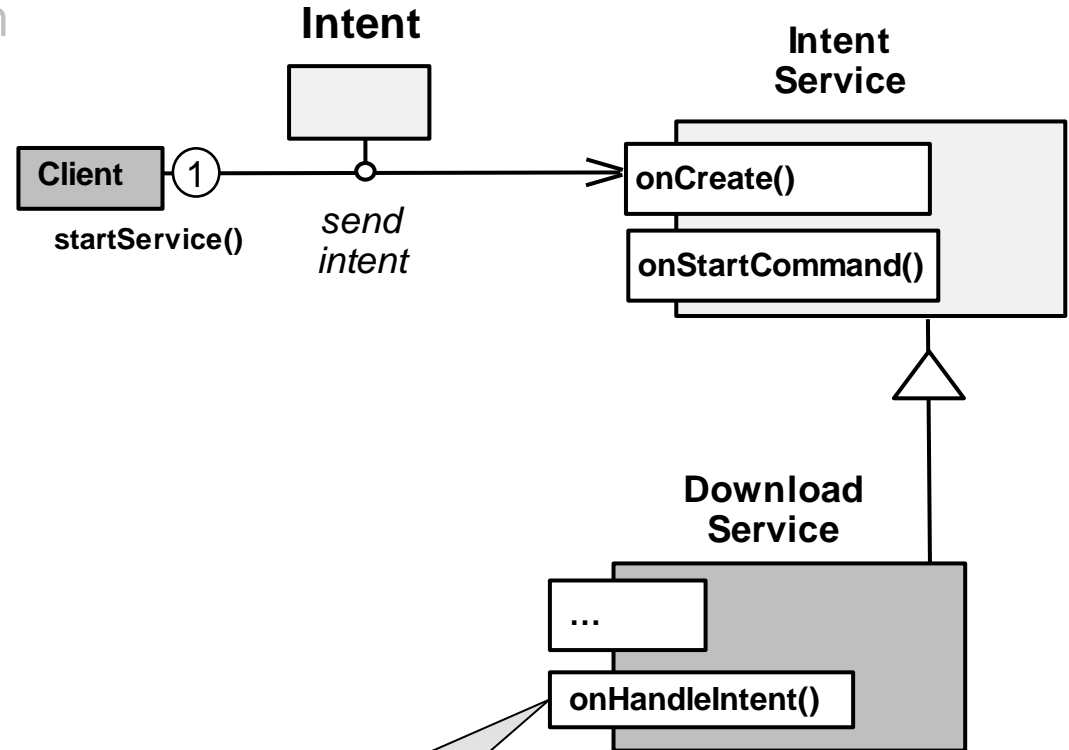 Intent
Intent
Service
Client
1
startService()
send
intent
onCreate()
onStartCommand()
Download
Service
...
onHandleIntent()